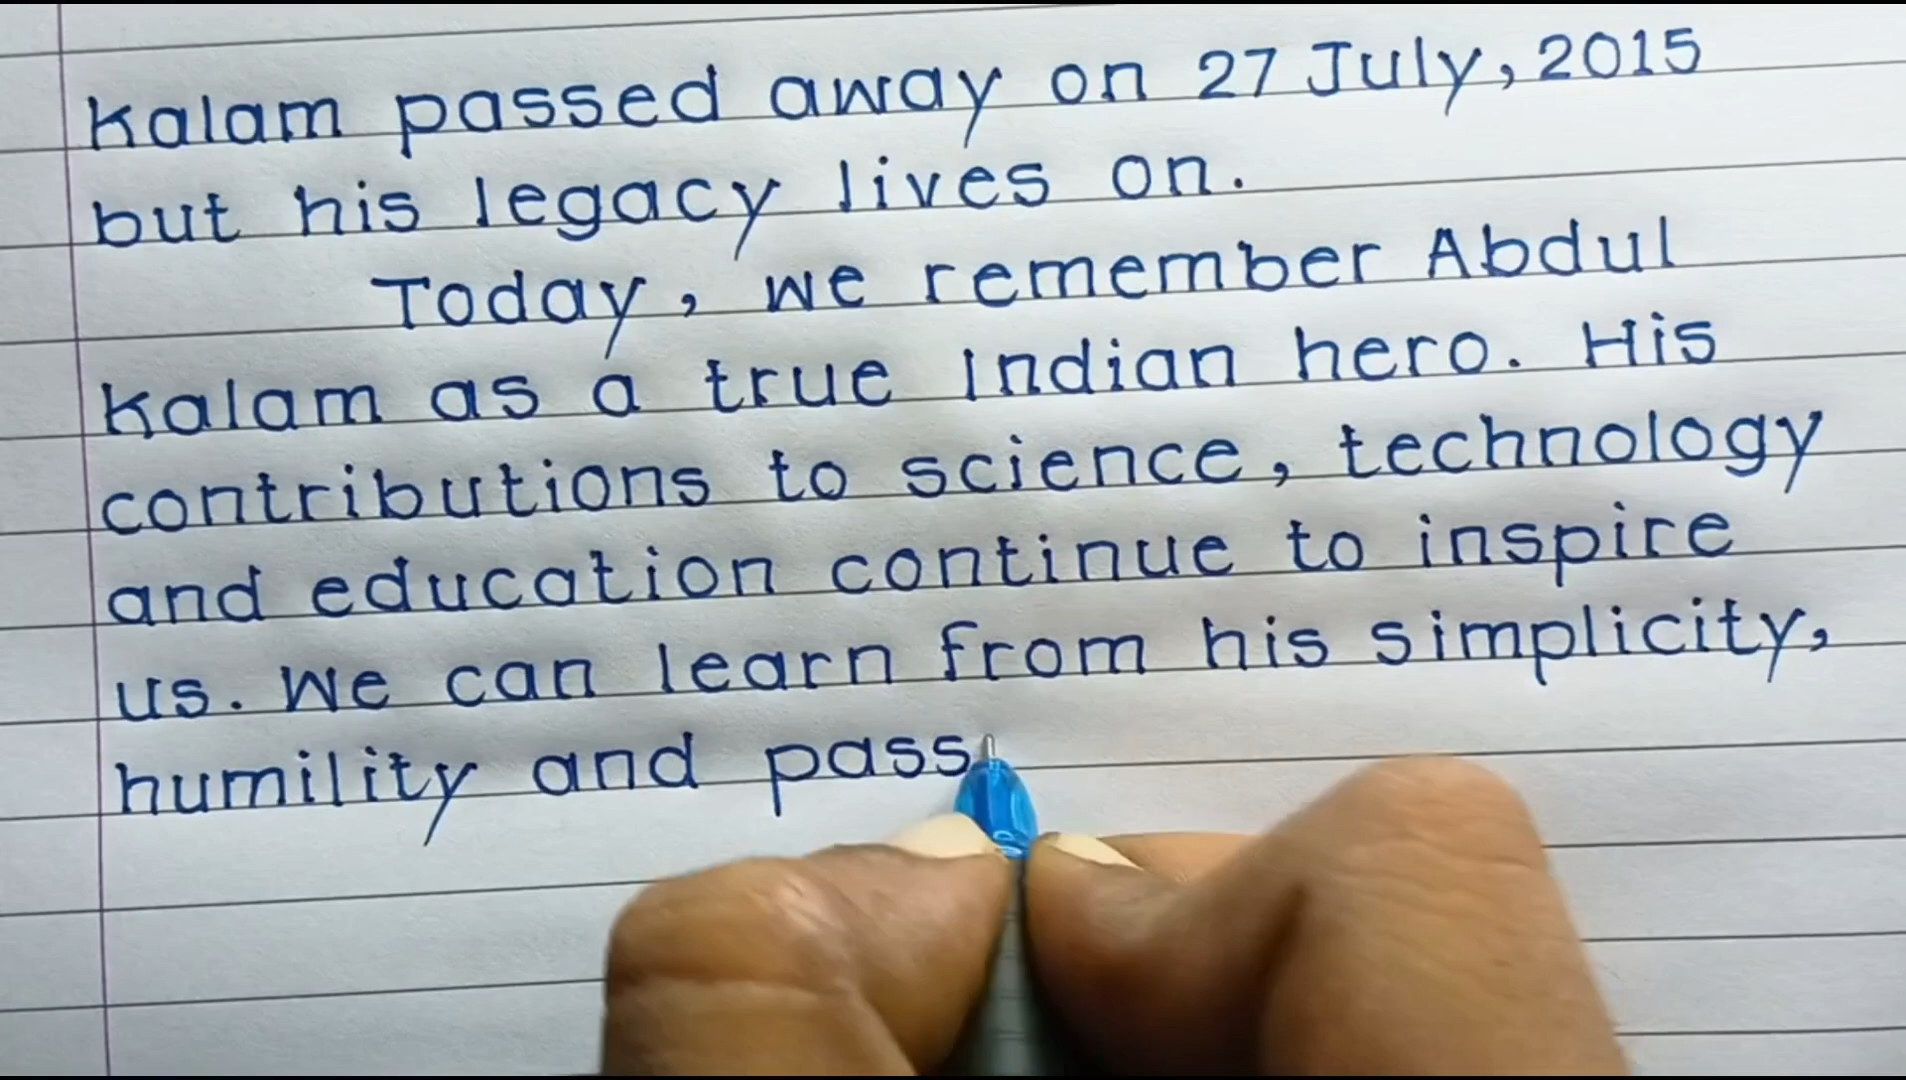 Kalam passed away on 27 July, 2015
but his legacy lives on.
Today, we remember Abdul
Kalam as a true Indian hero. His
contributions to science, technology
and education continue to inspire
us. We can learn from his simplicity,
humility and pass